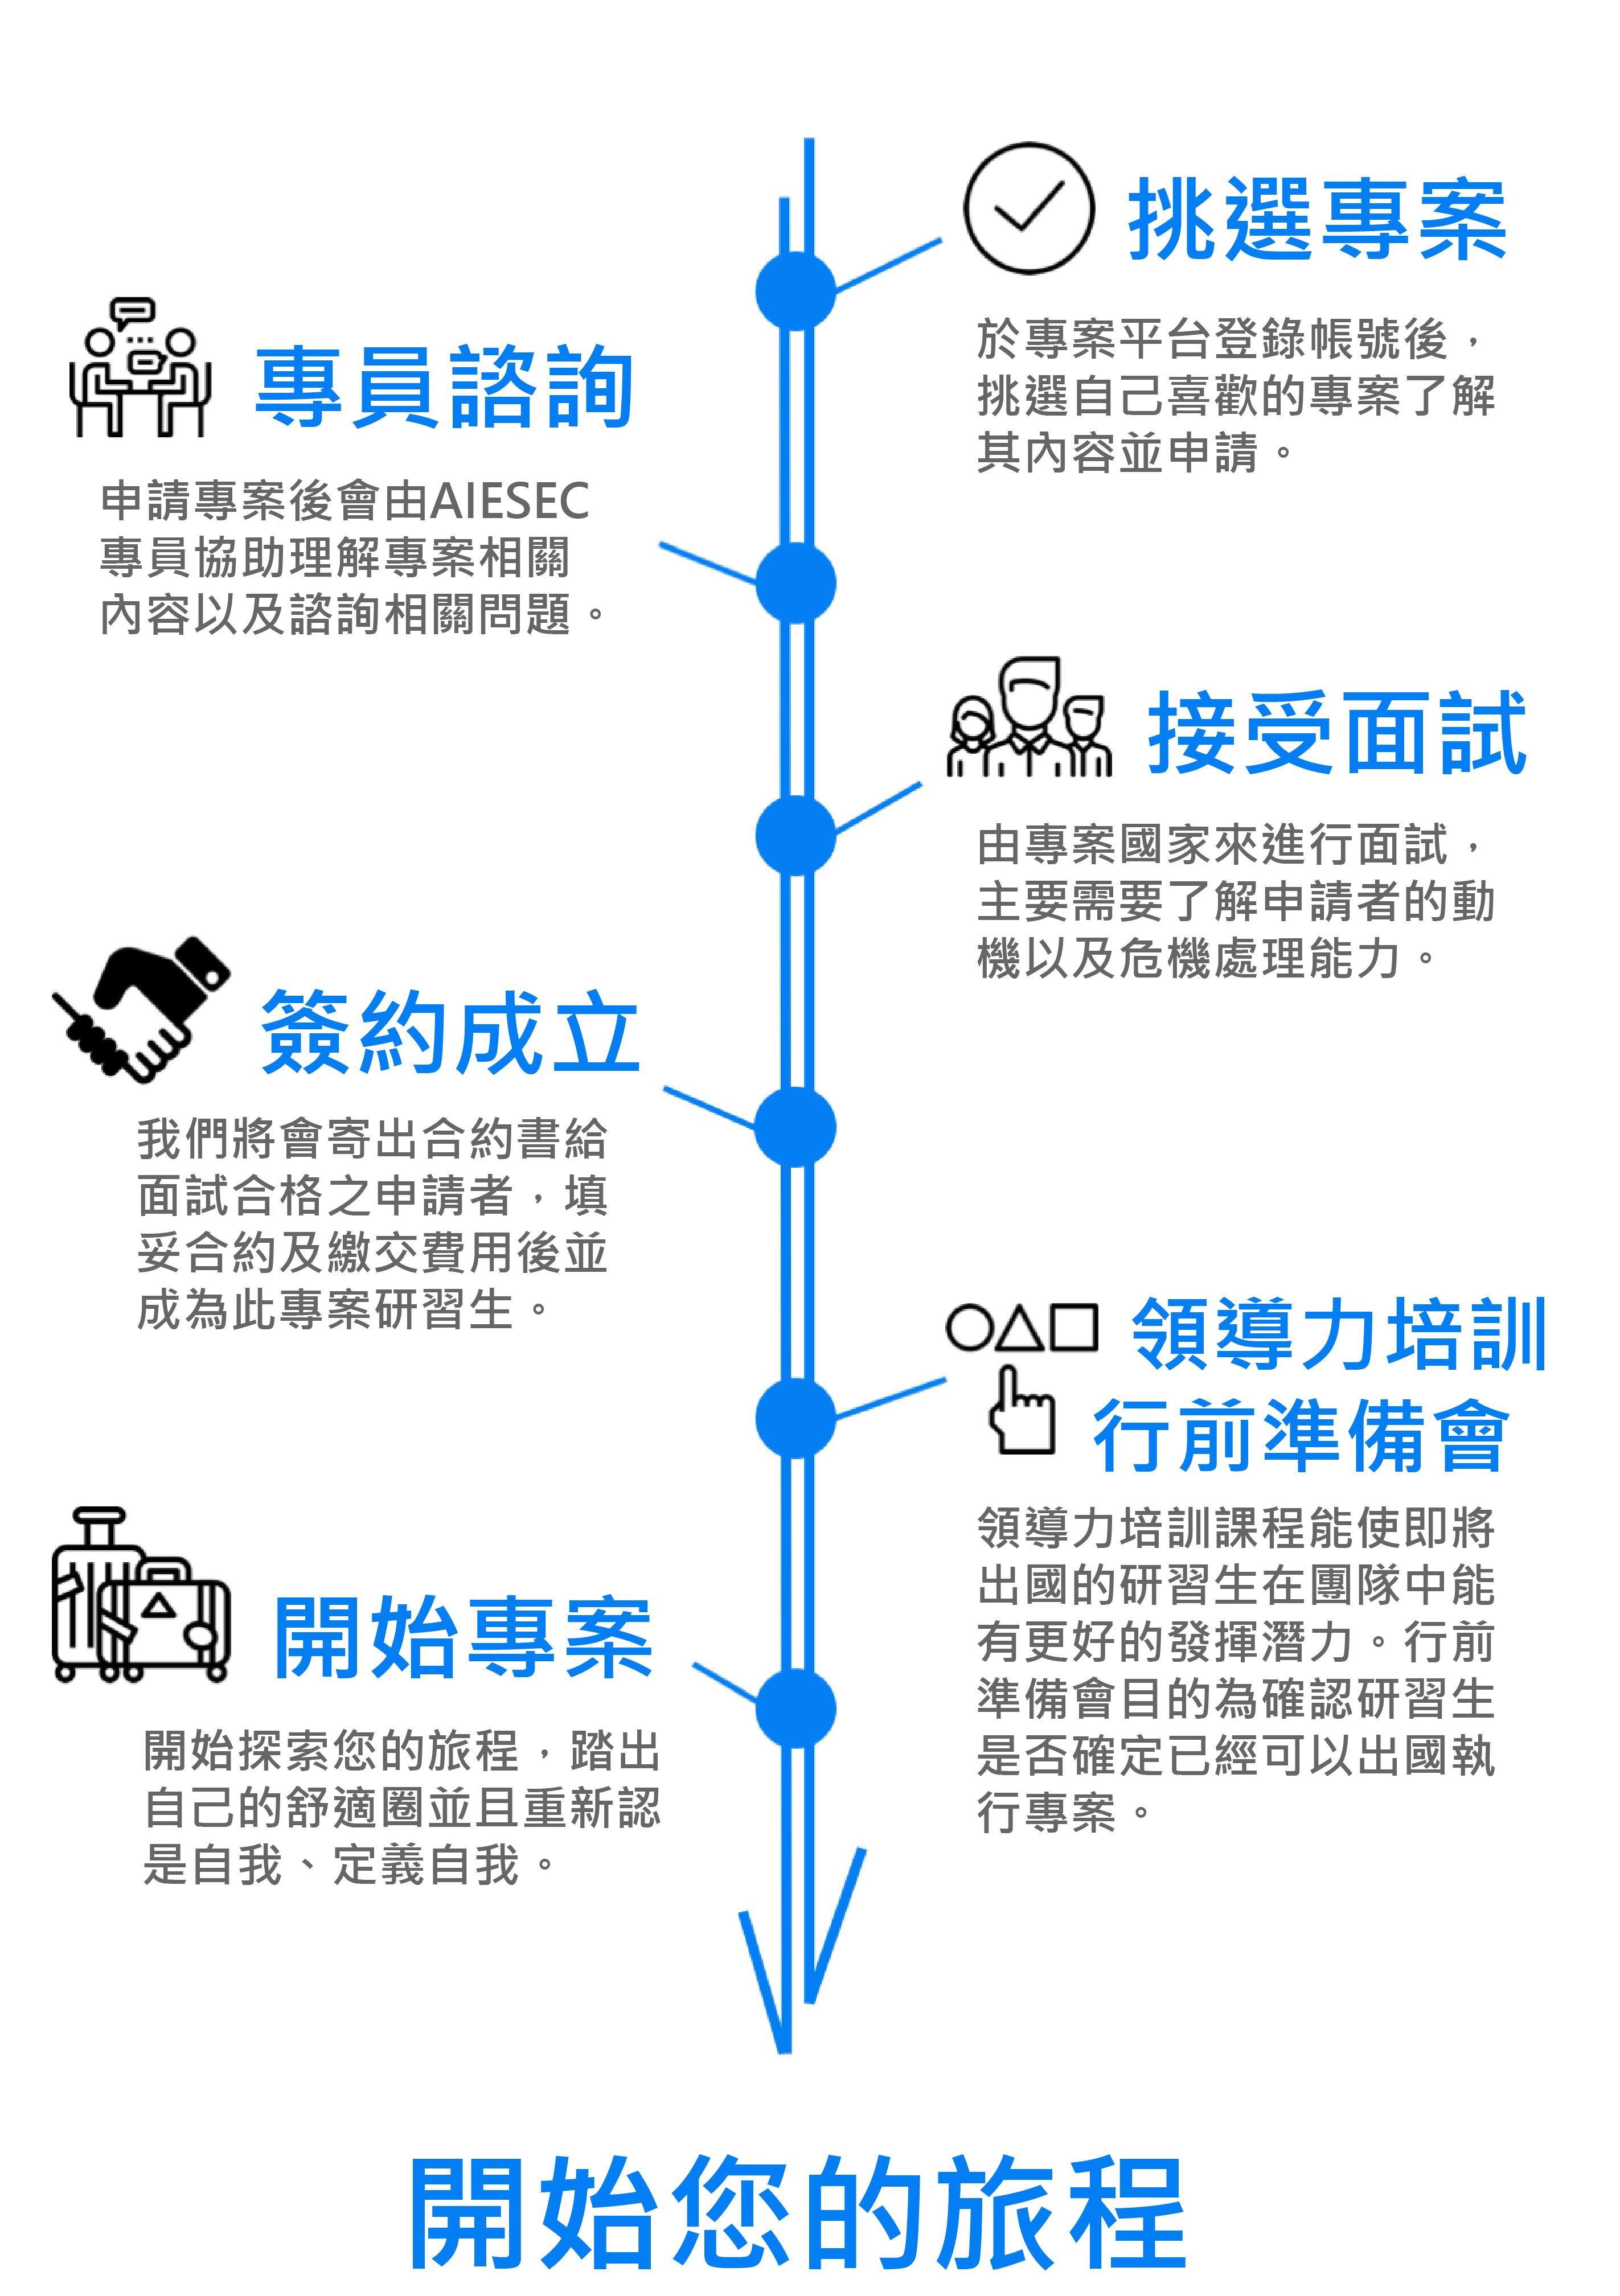 挑選專案
於專案平台登錄帳號後，
挑選自己喜歡的專案了解
其內容並申請。
專員諮詢
申請專案後會由AIESEC
專員協助理解專案相關
內容以及諮詢相關問題。
接受面試
由專案國家來進行面試，
主要需要了解申請者的動
機以及危機處理能力。
簽約成立
我們將會寄出合約書給
面試合格之申請者，填
妥合約及繳交費用後並
成為此專案研習生。
領導力培訓
行前準備會
領導力培訓課程能使即將
出國的研習生在團隊中能
有更好的發揮潛力。行前
準備會目的為確認研習生
是否確定已經可以出國執
行專案。
開始專案
開始探索您的旅程，踏出
自己的舒適圈並且重新認
是自我、定義自我。
開始您的旅程